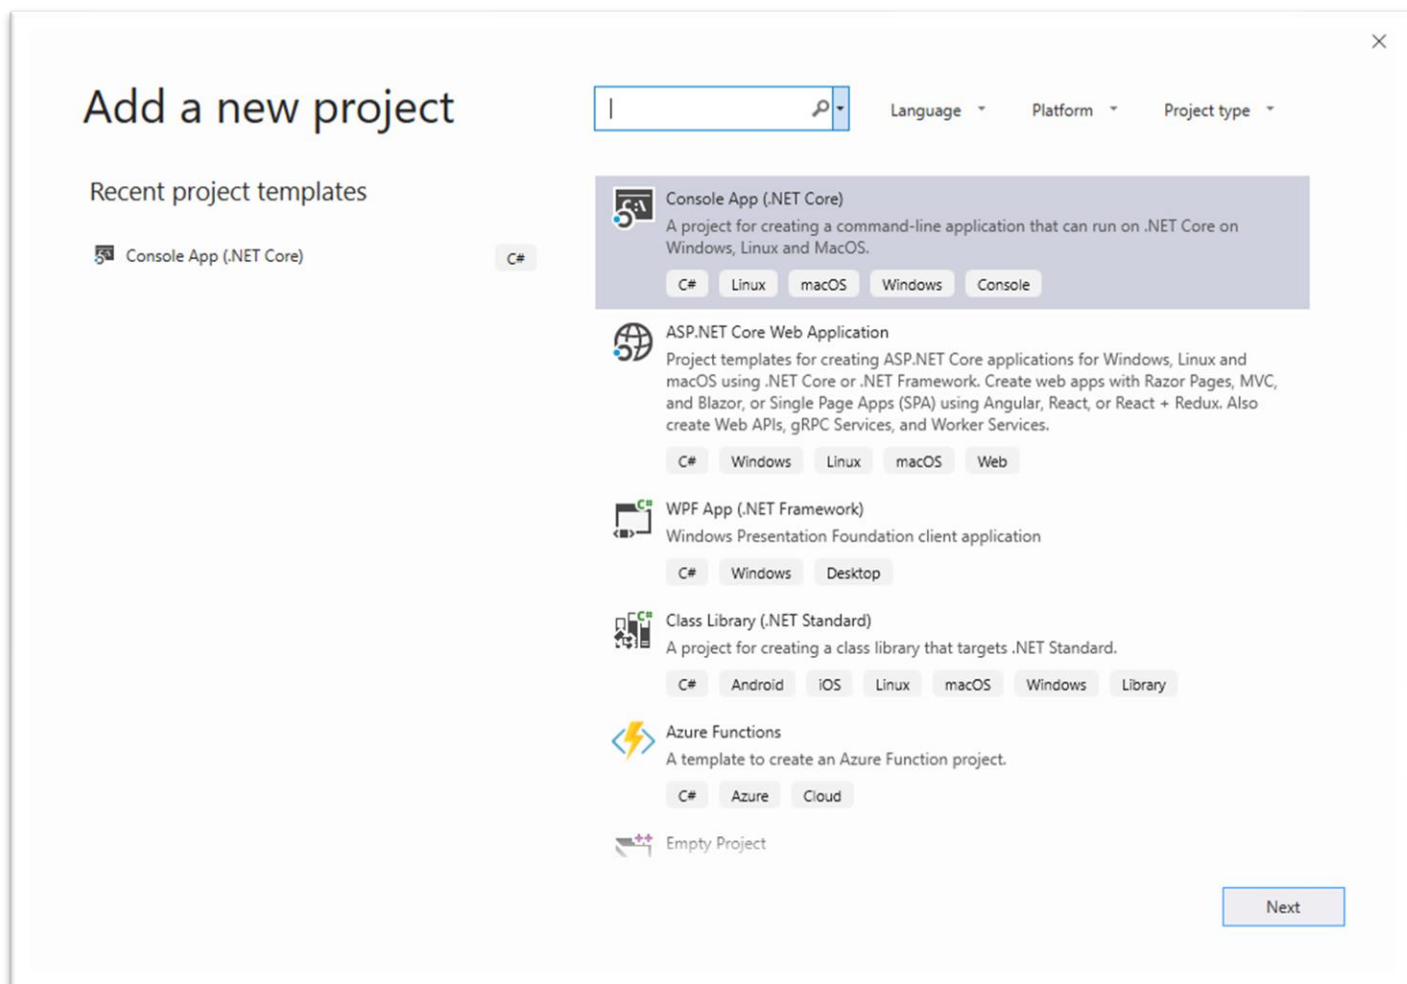 Add a new project
Language
Platform
Project type
Recent project templates
Console App (.NET Core)
C#
Console App (.NET Core)
A project for creating a command-line application that can run on .NET Core on
Windows, Linux and MacOS.
C# Linux macOS Windows Console
ASP.NET Core Web Application
Project templates for creating ASP.NET Core applications for Windows, Linux and
macOS using .NET Core or .NET Framework. Create web apps with Razor Pages, MVC,
and Blazor, or Single Page Apps (SPA) using Angular, React, or React + Redux. Also
create Web APIs, gRPC Services, and Worker Services.
C# Windows Linux macOS Web
WPF App (.NET Framework)
Windows Presentation Foundation client application
C# Windows Desktop
Class Library (.NET Standard)
A project for creating a class library that targets .NET Standard.
C# Android iOS Linux macOS Windows Library
Azure Functions
A template to create an Azure Function project.
C# Azure Cloud
Empty Project
Next